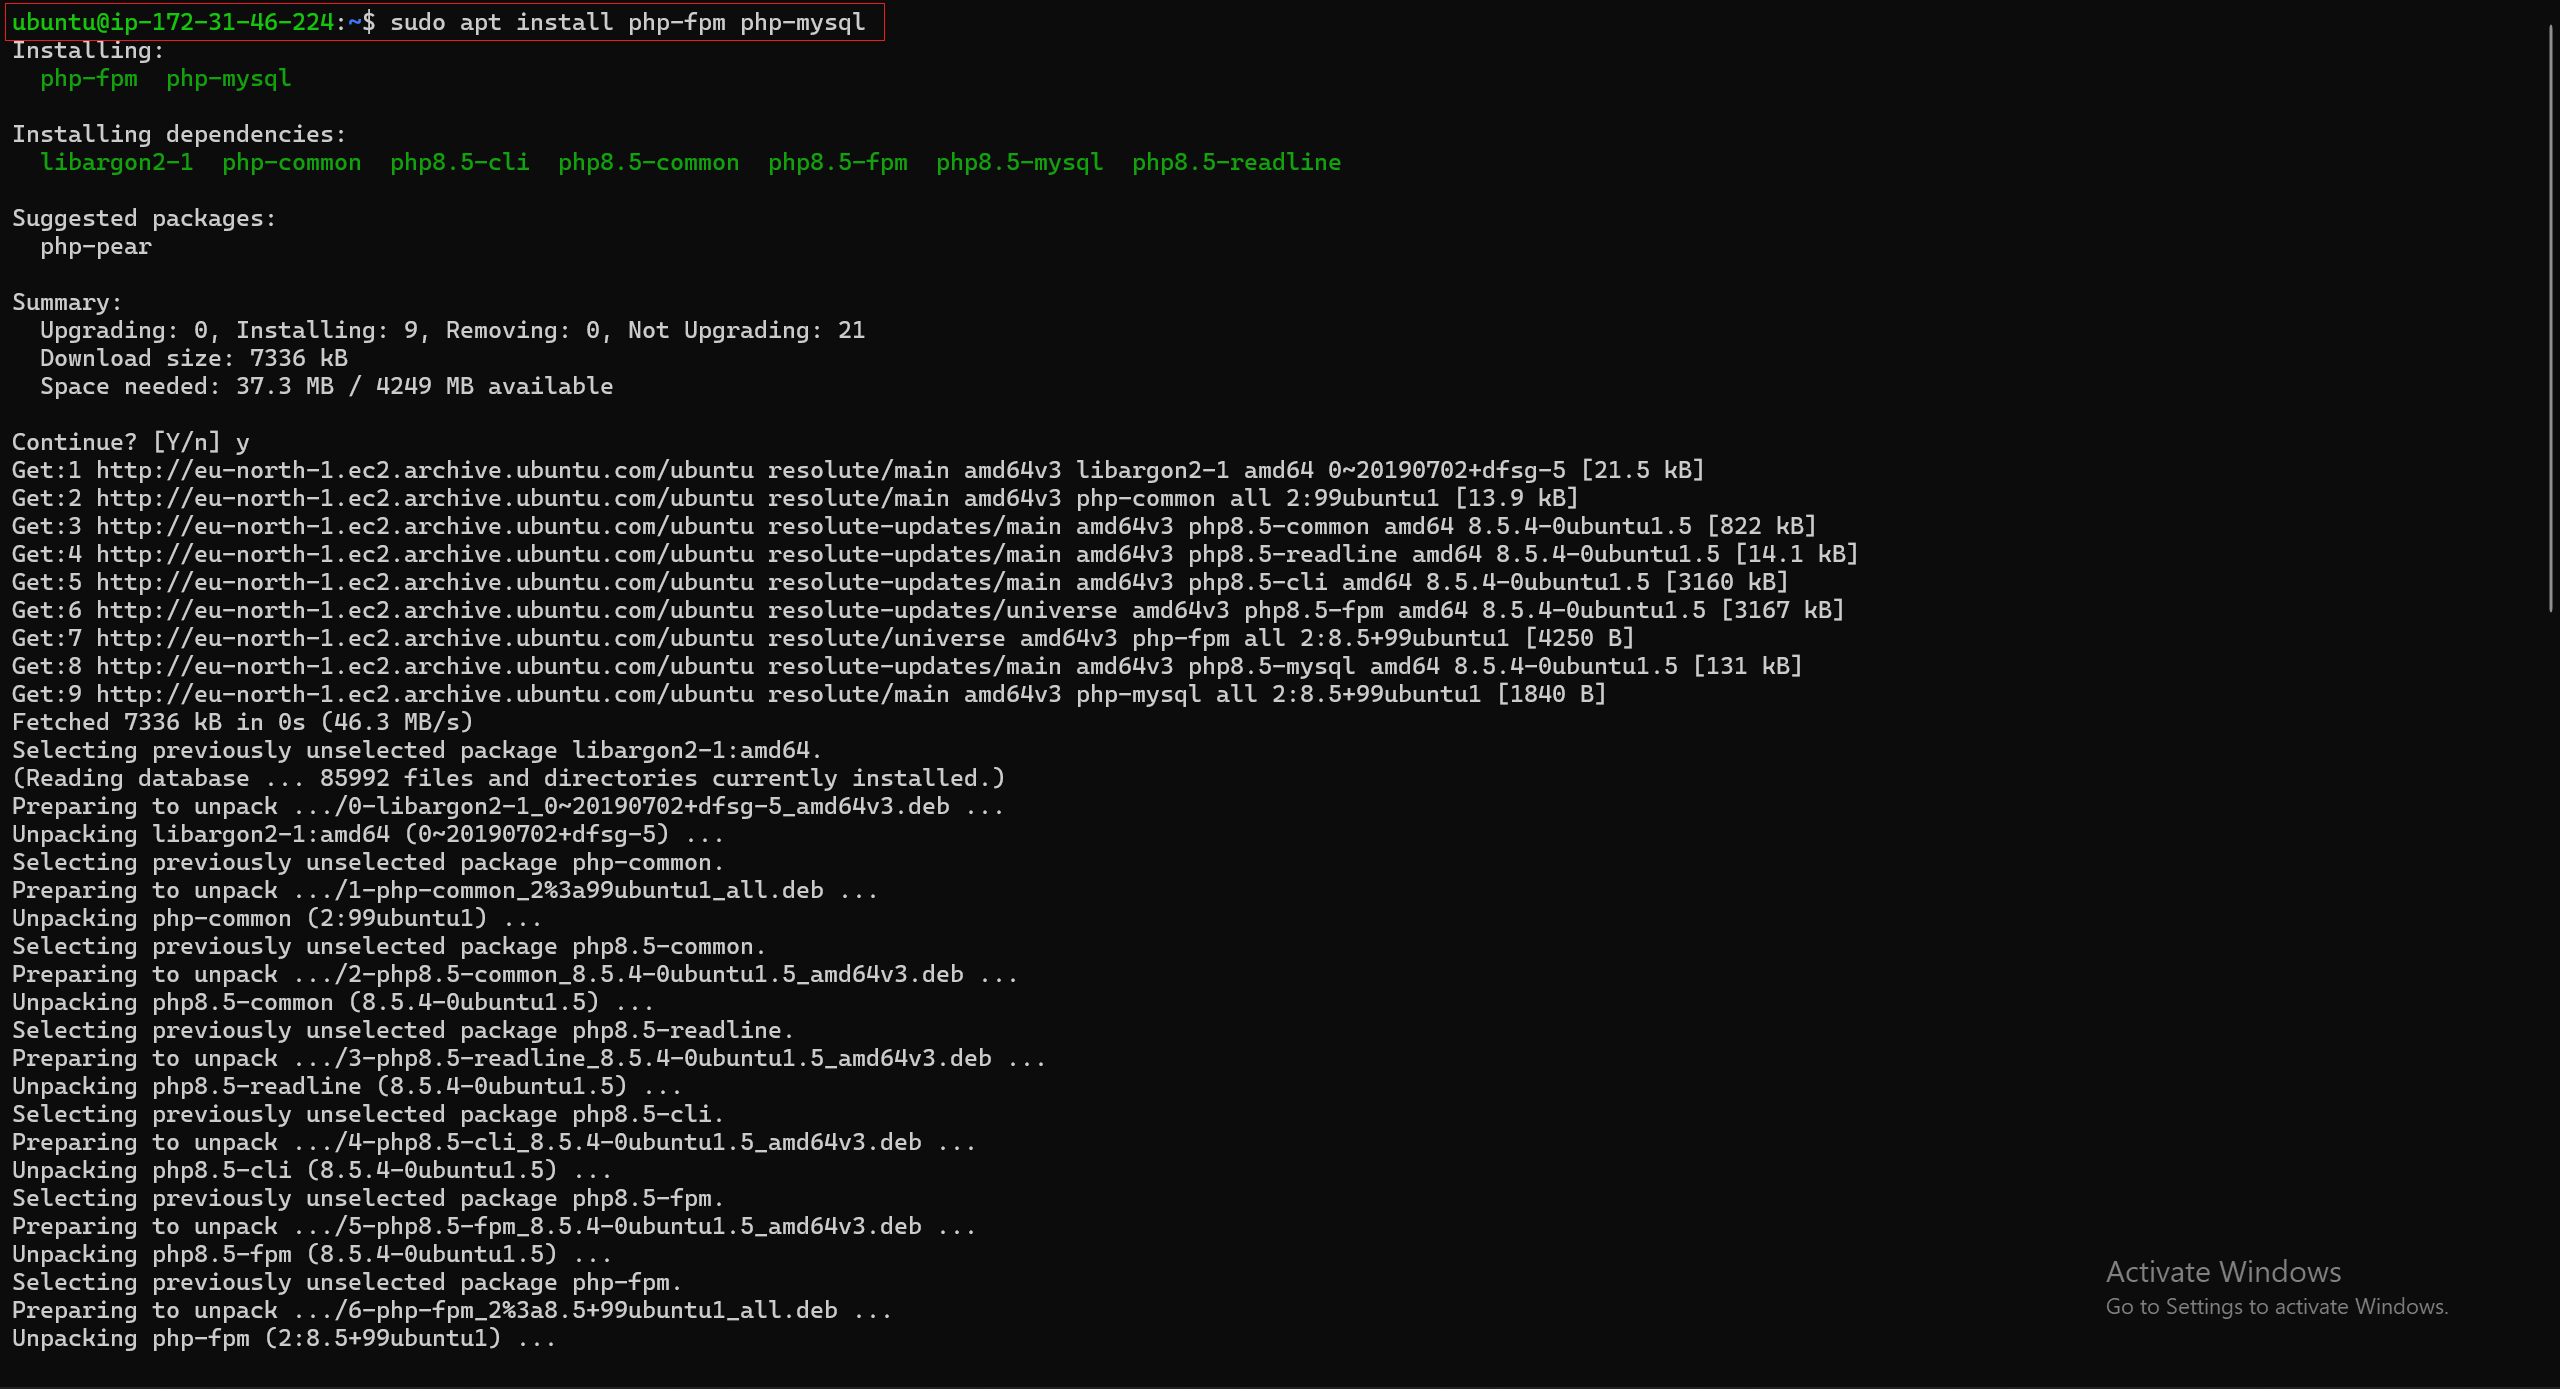 ubuntu@ip-172-31-46-224:~$ sudo apt install php-fpm php-mysql
Installing:
  php-fpm  php-mysql

Installing dependencies:
  libargon2-1  php-common  php8.5-cli  php8.5-common  php8.5-fpm  php8.5-mysql  php8.5-readline

Suggested packages:
  php-pear

Summary:
  Upgrading: 0, Installing: 9, Removing: 0, Not Upgrading: 21
  Download size: 7336 kB
  Space needed: 37.3 MB / 4249 MB available

Continue? [Y/n] y
Get:1 http://eu-north-1.ec2.archive.ubuntu.com/ubuntu resolute/main amd64v3 libargon2-1 amd64 0~20190702+dfsg-5 [21.5 kB]
Get:2 http://eu-north-1.ec2.archive.ubuntu.com/ubuntu resolute/main amd64v3 php-common all 2:99ubuntu1 [13.9 kB]
Get:3 http://eu-north-1.ec2.archive.ubuntu.com/ubuntu resolute-updates/main amd64v3 php8.5-common amd64 8.5.4-0ubuntu1.5 [822 kB]
Get:4 http://eu-north-1.ec2.archive.ubuntu.com/ubuntu resolute-updates/main amd64v3 php8.5-readline amd64 8.5.4-0ubuntu1.5 [14.1 kB]
Get:5 http://eu-north-1.ec2.archive.ubuntu.com/ubuntu resolute-updates/main amd64v3 php8.5-cli amd64 8.5.4-0ubuntu1.5 [3160 kB]
Get:6 http://eu-north-1.ec2.archive.ubuntu.com/ubuntu resolute-updates/universe amd64v3 php8.5-fpm amd64 8.5.4-0ubuntu1.5 [3167 kB]
Get:7 http://eu-north-1.ec2.archive.ubuntu.com/ubuntu resolute/universe amd64v3 php-fpm all 2:8.5+99ubuntu1 [4250 B]
Get:8 http://eu-north-1.ec2.archive.ubuntu.com/ubuntu resolute-updates/main amd64v3 php8.5-mysql amd64 8.5.4-0ubuntu1.5 [131 kB]
Get:9 http://eu-north-1.ec2.archive.ubuntu.com/ubuntu resolute/main amd64v3 php-mysql all 2:8.5+99ubuntu1 [1840 B]
Fetched 7336 kB in 0s (46.3 MB/s)
Selecting previously unselected package libargon2-1:amd64.
(Reading database ... 85992 files and directories currently installed.)
Preparing to unpack .../0-libargon2-1_0~20190702+dfsg-5_amd64v3.deb ...
Unpacking libargon2-1:amd64 (0~20190702+dfsg-5) ...
Selecting previously unselected package php-common.
Preparing to unpack .../1-php-common_2%3a99ubuntu1_all.deb ...
Unpacking php-common (2:99ubuntu1) ...
Selecting previously unselected package php8.5-common.
Preparing to unpack .../2-php8.5-common_8.5.4-0ubuntu1.5_amd64v3.deb ...
Unpacking php8.5-common (8.5.4-0ubuntu1.5) ...
Selecting previously unselected package php8.5-readline.
Preparing to unpack .../3-php8.5-readline_8.5.4-0ubuntu1.5_amd64v3.deb ...
Unpacking php8.5-readline (8.5.4-0ubuntu1.5) ...
Selecting previously unselected package php8.5-cli.
Preparing to unpack .../4-php8.5-cli_8.5.4-0ubuntu1.5_amd64v3.deb ...
Unpacking php8.5-cli (8.5.4-0ubuntu1.5) ...
Selecting previously unselected package php8.5-fpm.
Preparing to unpack .../5-php8.5-fpm_8.5.4-0ubuntu1.5_amd64v3.deb ...
Unpacking php8.5-fpm (8.5.4-0ubuntu1.5) ...
Selecting previously unselected package php-fpm.
Preparing to unpack .../6-php-fpm_2%3a8.5+99ubuntu1_all.deb ...
Unpacking php-fpm (2:8.5+99ubuntu1) ...
Activate Windows
Go to Settings to activate Windows.